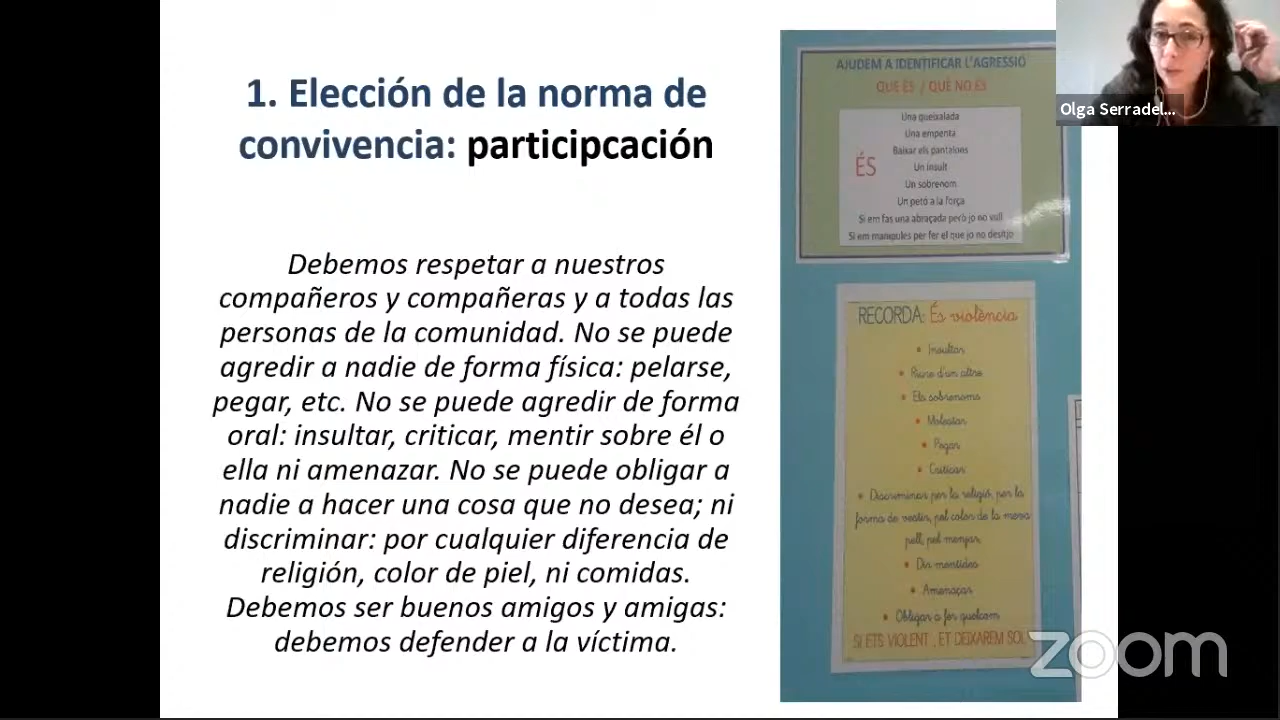 1. Elección de la norma de
convivencia: participcación
Debemos respetar a nuestros
compañeros y compañeras y a todas las
personas de la comunidad. No se puede
agredir a nadie de forma física: pelarse,
pegar, etc. No se puede agredir de forma
oral: insultar, criticar, mentir sobre él o
ella ni amenazar. No se puede obligar a
nadie a hacer una cosa que no desea; ni
discriminar: por cualquier diferencia de
religión, color de piel, ni comidas.
Debemos ser buenos amigos y amigas:
debemos defender a la víctima.
AJUDEM A IDENTIFICAR L'AGRESSIÓ
QUE ÉS / QUÈ NO ÉS
Una queixalada
Una empenta
Baixar els pantalons
ÉS
Un insult
Un sobrenom
Un petó a la força
Si em fas una abraçada però jo no vull
Si em manipules per fer el que jo no desitjo
RECORDA: És violència
Insultar
Riure d'un altre
Els sobrenoms
Molestar
Pegar
Criticar
Discriminar per la religió, per la
forma de vestir, pel color de la meva
pell, pel menjar
Dir mentides
Amenaçar
Obligar a fer quelcom
SI ETS VIOLENT, ET DEIXAREM SOL
Olga Serradel...
zoom